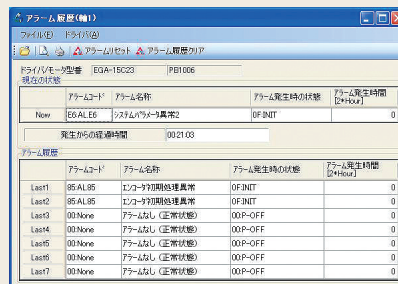 アラーム履歴(軸1)
ファイル(F) ドライバ(A)
アラームリセット アラーム履歴クリア
ドライバ/モータ型番 EGA-15C23 PB1006
現在の状態
アラームコード アラーム名称 アラーム発生時の状態 アラーム発生時間 [2*Hour]
Now E6:AL.E6 システムパラメータ異常2 0F:INIT 0
発生からの経過時間 00:21:03
アラーム履歴
アラームコード アラーム名称 アラーム発生時の状態 アラーム発生時間 [2*Hour]
Last1 85:AL.85 エンコーダ初期処理異常 0F:INIT 0
Last2 85:AL.85 エンコーダ初期処理異常 0F:INIT 0
Last3 00:None アラームなし (正常状態) 00:P-OFF 0
Last4 00:None アラームなし (正常状態) 00:P-OFF 0
Last5 00:None アラームなし (正常状態) 00:P-OFF 0
Last6 00:None アラームなし (正常状態) 00:P-OFF 0
Last7 00:None アラームなし (正常状態) 00:P-OFF 0